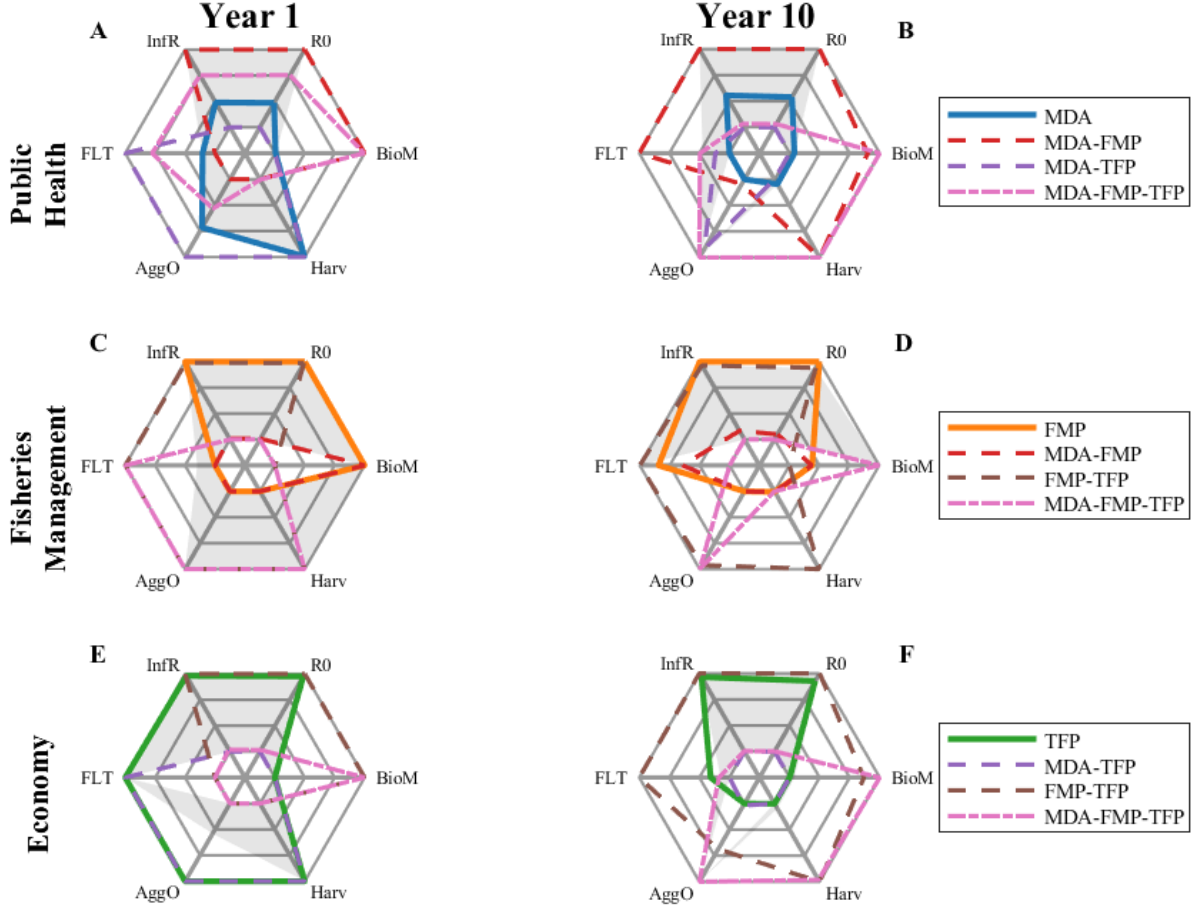 Year 1
Year 10
A
InfR
R0
FLT
BioM
AggO
Harv
B
InfR
R0
FLT
BioM
AggO
Harv
Public
Health
MDA
MDA-FMP
MDA-TFP
MDA-FMP-TFP
C
InfR
R0
FLT
BioM
AggO
Harv
D
InfR
R0
FLT
BioM
AggO
Harv
Fisheries
Management
FMP
MDA-FMP
FMP-TFP
MDA-FMP-TFP
E
InfR
R0
FLT
BioM
AggO
Harv
F
InfR
R0
FLT
BioM
AggO
Harv
Economy
TFP
MDA-TFP
FMP-TFP
MDA-FMP-TFP